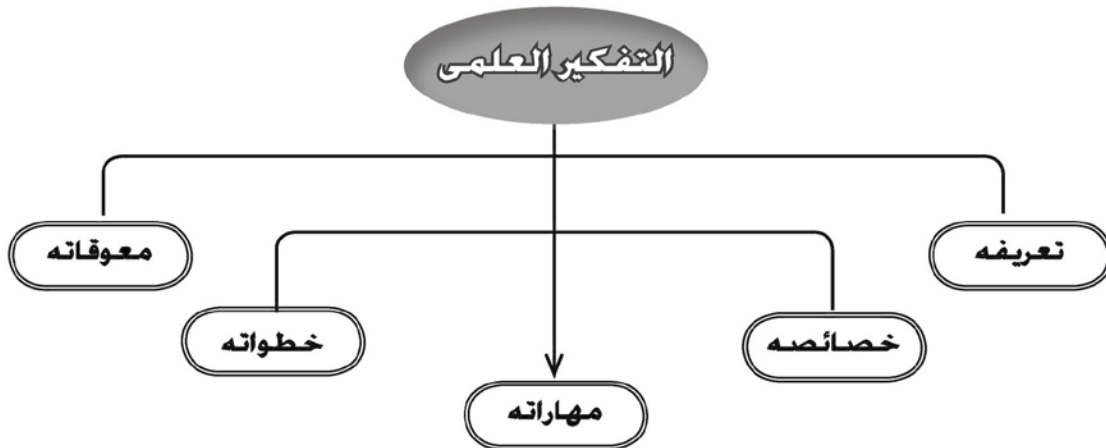 التفكير العلمى
تعريفه
معوقاته
خصائصه
خطواته
مهاراته